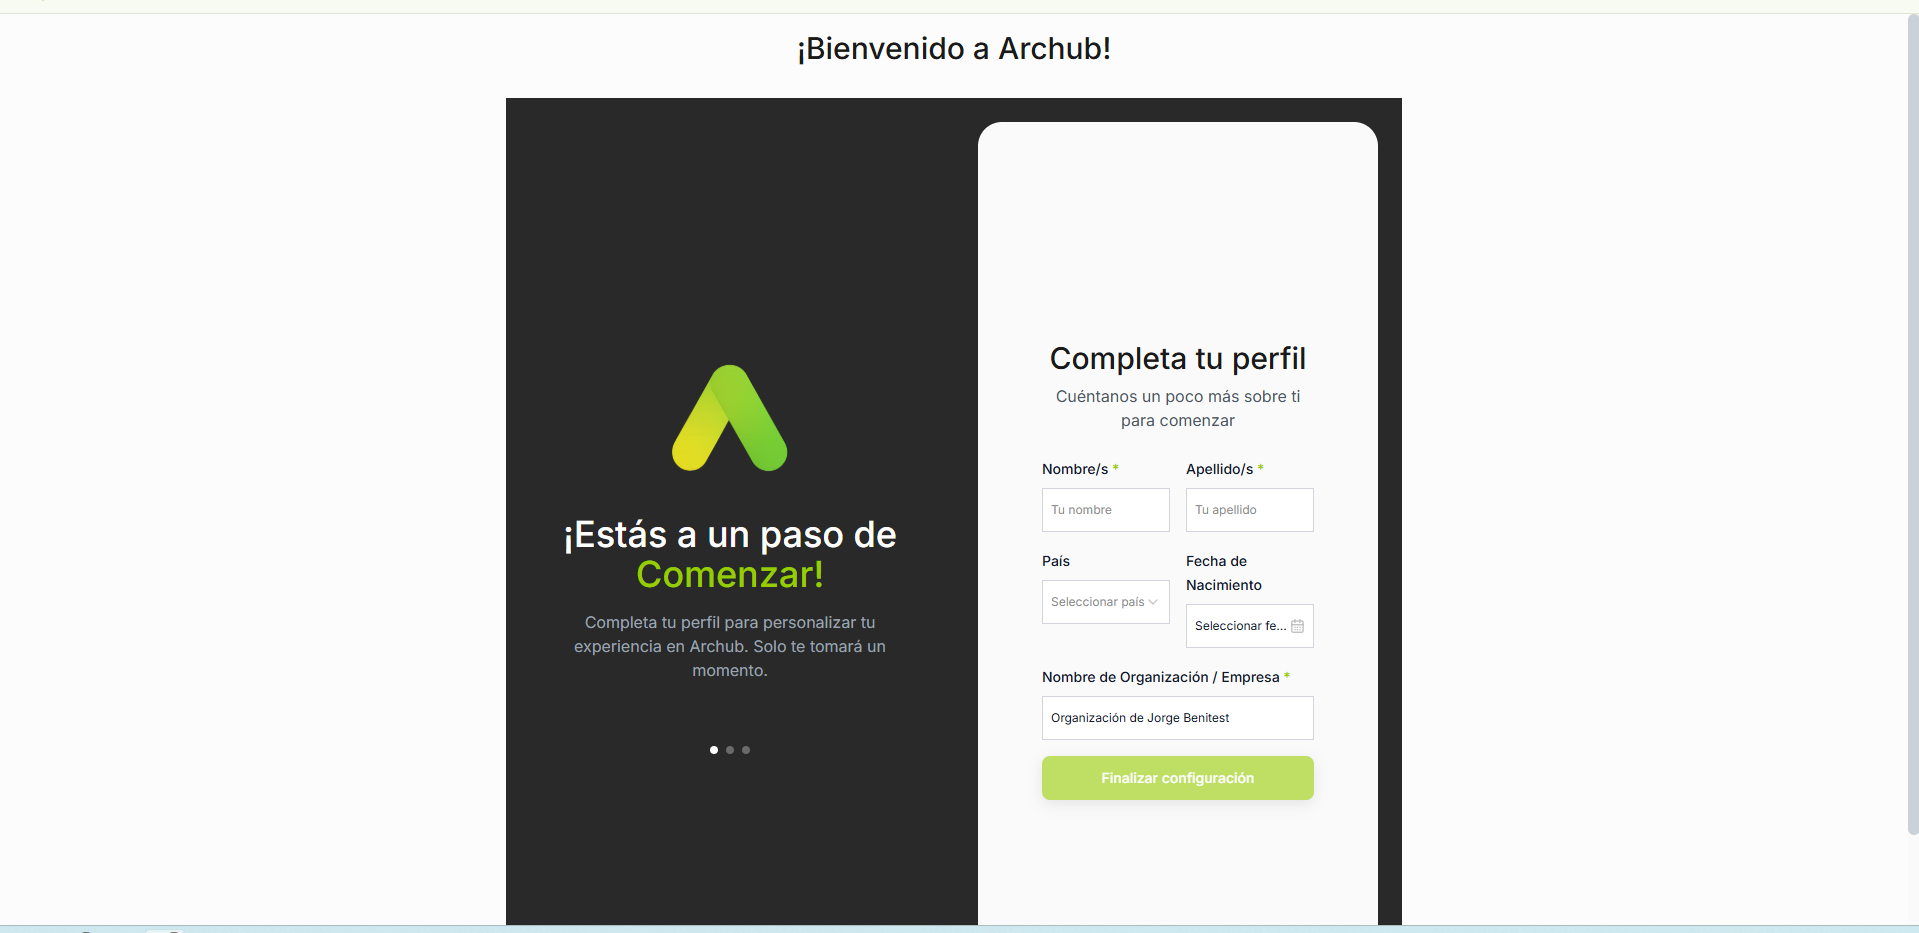 ¡Bienvenido a Archub!
¡Estás a un paso de
Comenzar!
Completa tu perfil para personalizar tu
experiencia en Archub. Solo te tomará un
momento.
Completa tu perfil
Cuéntanos un poco más sobre ti
para comenzar
Nombre/s *
Apellido/s *
Tu nombre
Tu apellido
País
Fecha de
Nacimiento
Seleccionar país
Seleccionar fe...
Nombre de Organización / Empresa *
Organización de Jorge Benitest
Finalizar configuración